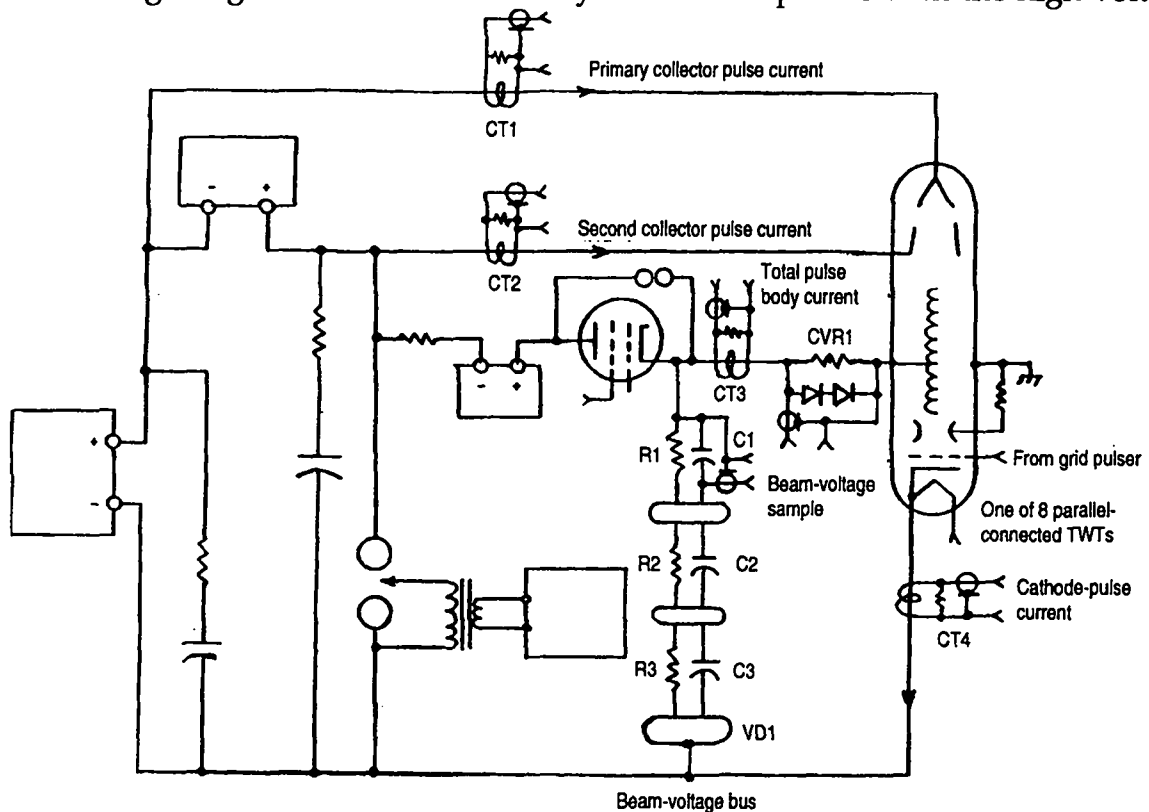 Primary collector pulse current
CT1
- +
Second collector pulse current
CT2
Total pulse
body current
CVR1
- +
CT3
+
-
R1
C1
Beam-voltage
sample
From grid pulser
One of 8 parallel-
connected TWTs
R2
C2
Cathode-pulse
current
CT4
R3
C3
VD1
Beam-voltage bus